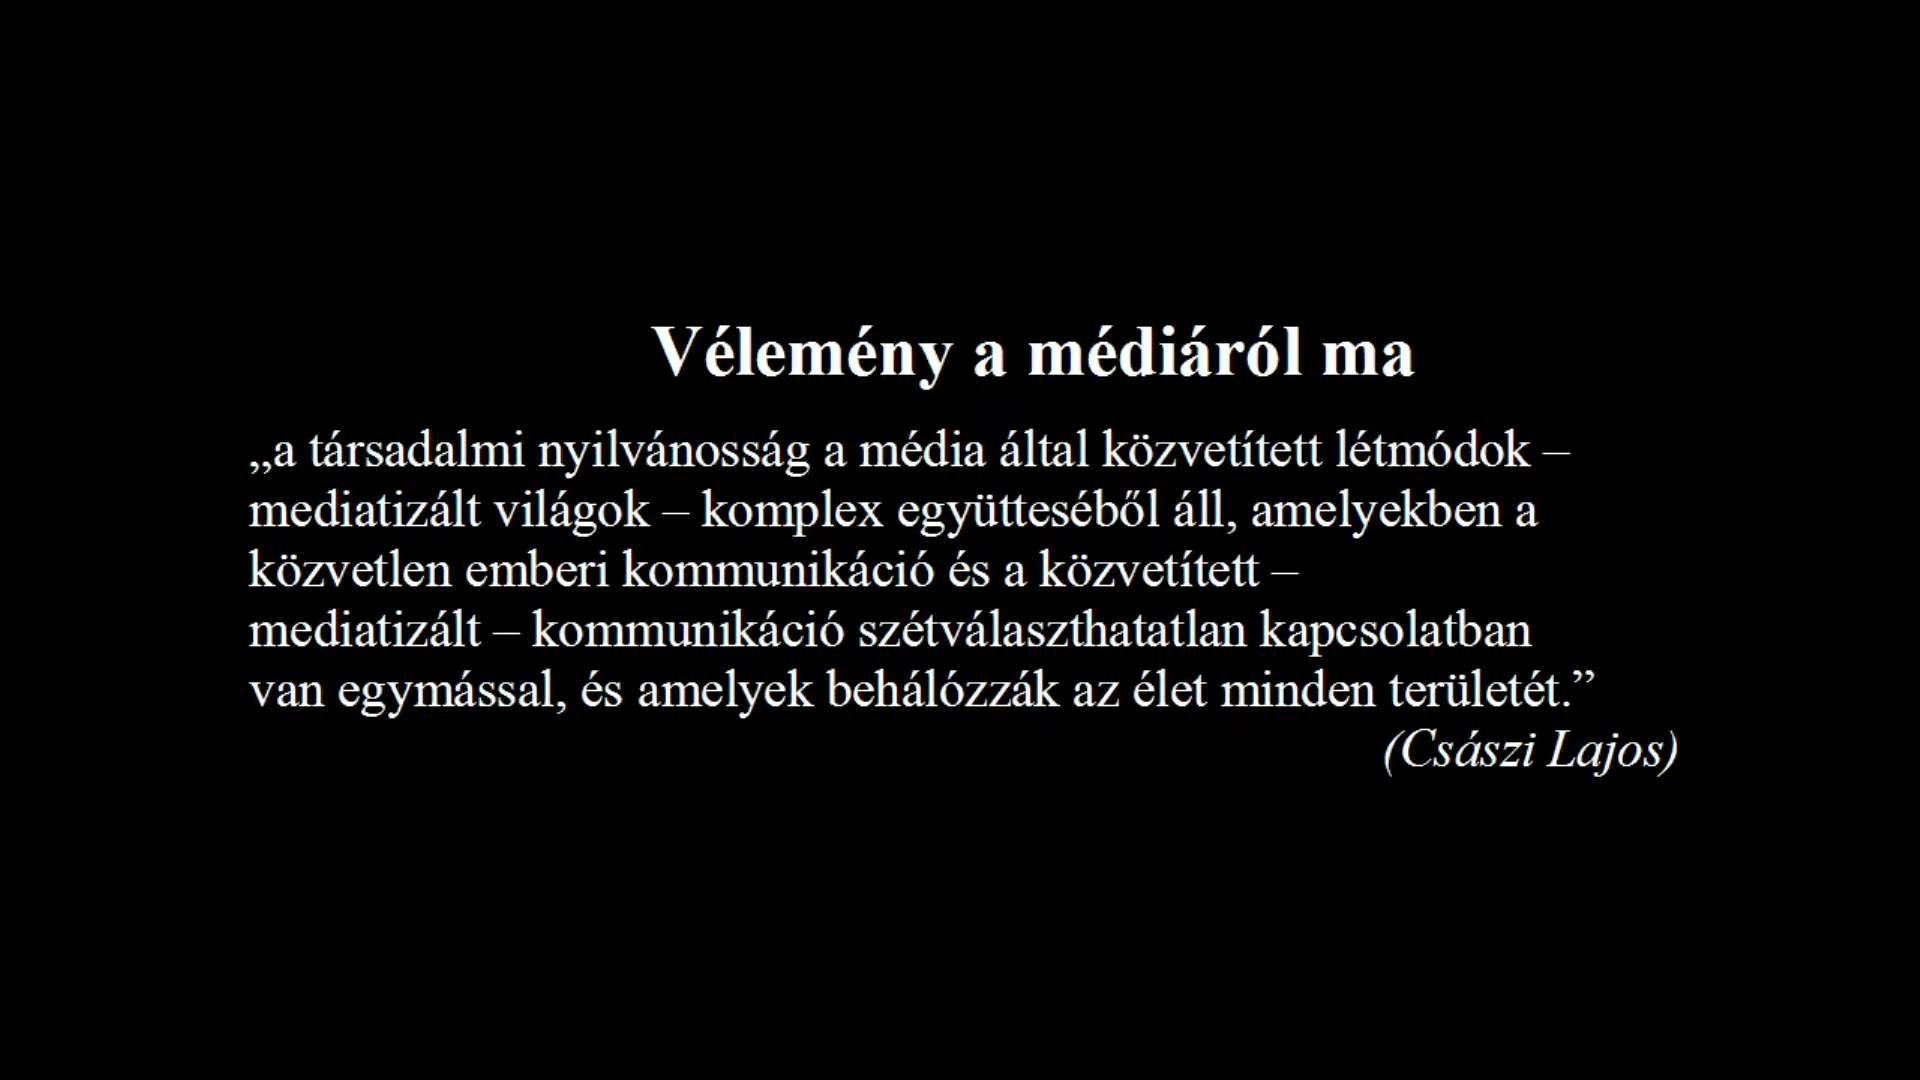 Vélemény a médiáról ma
„a társadalmi nyilvánosság a média által közvetített létmódok –
mediatizált világok – komplex együtteséből áll, amelyekben a
közvetlen emberi kommunikáció és a közvetített –
mediatizált – kommunikáció szétválaszthatatlan kapcsolatban
van egymással, és amelyek behálózzák az élet minden területét.”
(Császi Lajos)